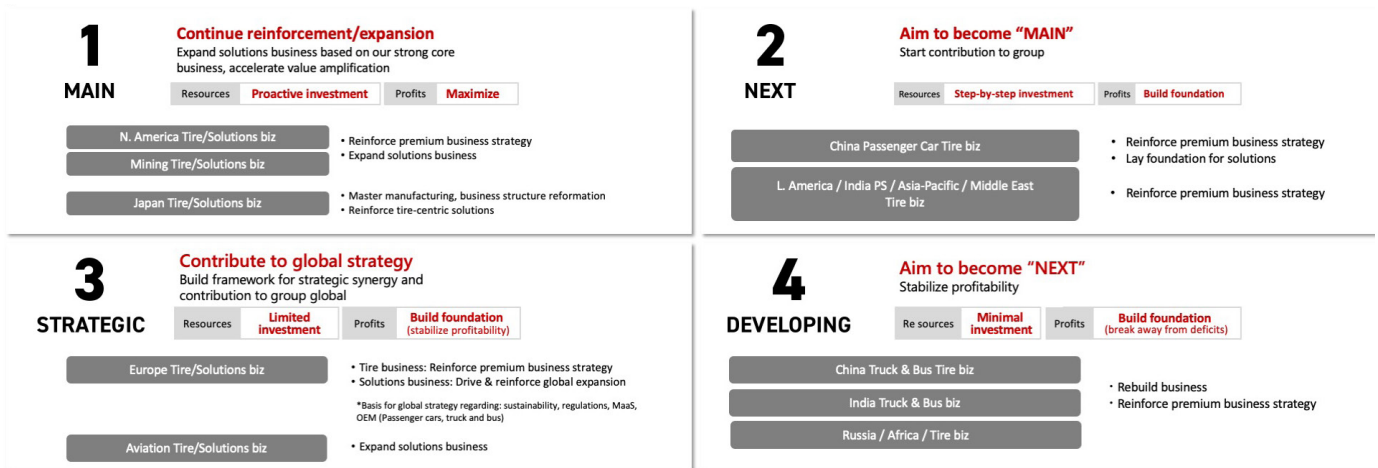 1
MAIN
Continue reinforcement/expansion
Expand solutions business based on our strong core
business, accelerate value amplification
Resources Proactive investment Profits Maximize
N. America Tire/Solutions biz
Mining Tire/Solutions biz
• Reinforce premium business strategy
• Expand solutions business
Japan Tire/Solutions biz
• Master manufacturing, business structure reformation
• Reinforce tire-centric solutions
2
NEXT
Aim to become “MAIN”
Start contribution to group
Resources Step-by-step investment Profits Build foundation
China Passenger Car Tire biz
• Reinforce premium business strategy
• Lay foundation for solutions
L. America / India PS / Asia-Pacific / Middle East
Tire biz
• Reinforce premium business strategy
3
STRATEGIC
Contribute to global strategy
Build framework for strategic synergy and
contribution to group global
Resources Limited
investment
Profits Build foundation
(stabilize profitability)
Europe Tire/Solutions biz
• Tire business: Reinforce premium business strategy
• Solutions business: Drive & reinforce global expansion
*Basis for global strategy regarding: sustainability, regulations, MaaS,
OEM (Passenger cars, truck and bus)
Aviation Tire/Solutions biz
• Expand solutions business
4
DEVELOPING
Aim to become “NEXT”
Stabilize profitability
Re sources Minimal
investment
Profits Build foundation
(break away from deficits)
China Truck & Bus Tire biz
India Truck & Bus biz
Russia / Africa / Tire biz
・Rebuild business
・Reinforce premium business strategy